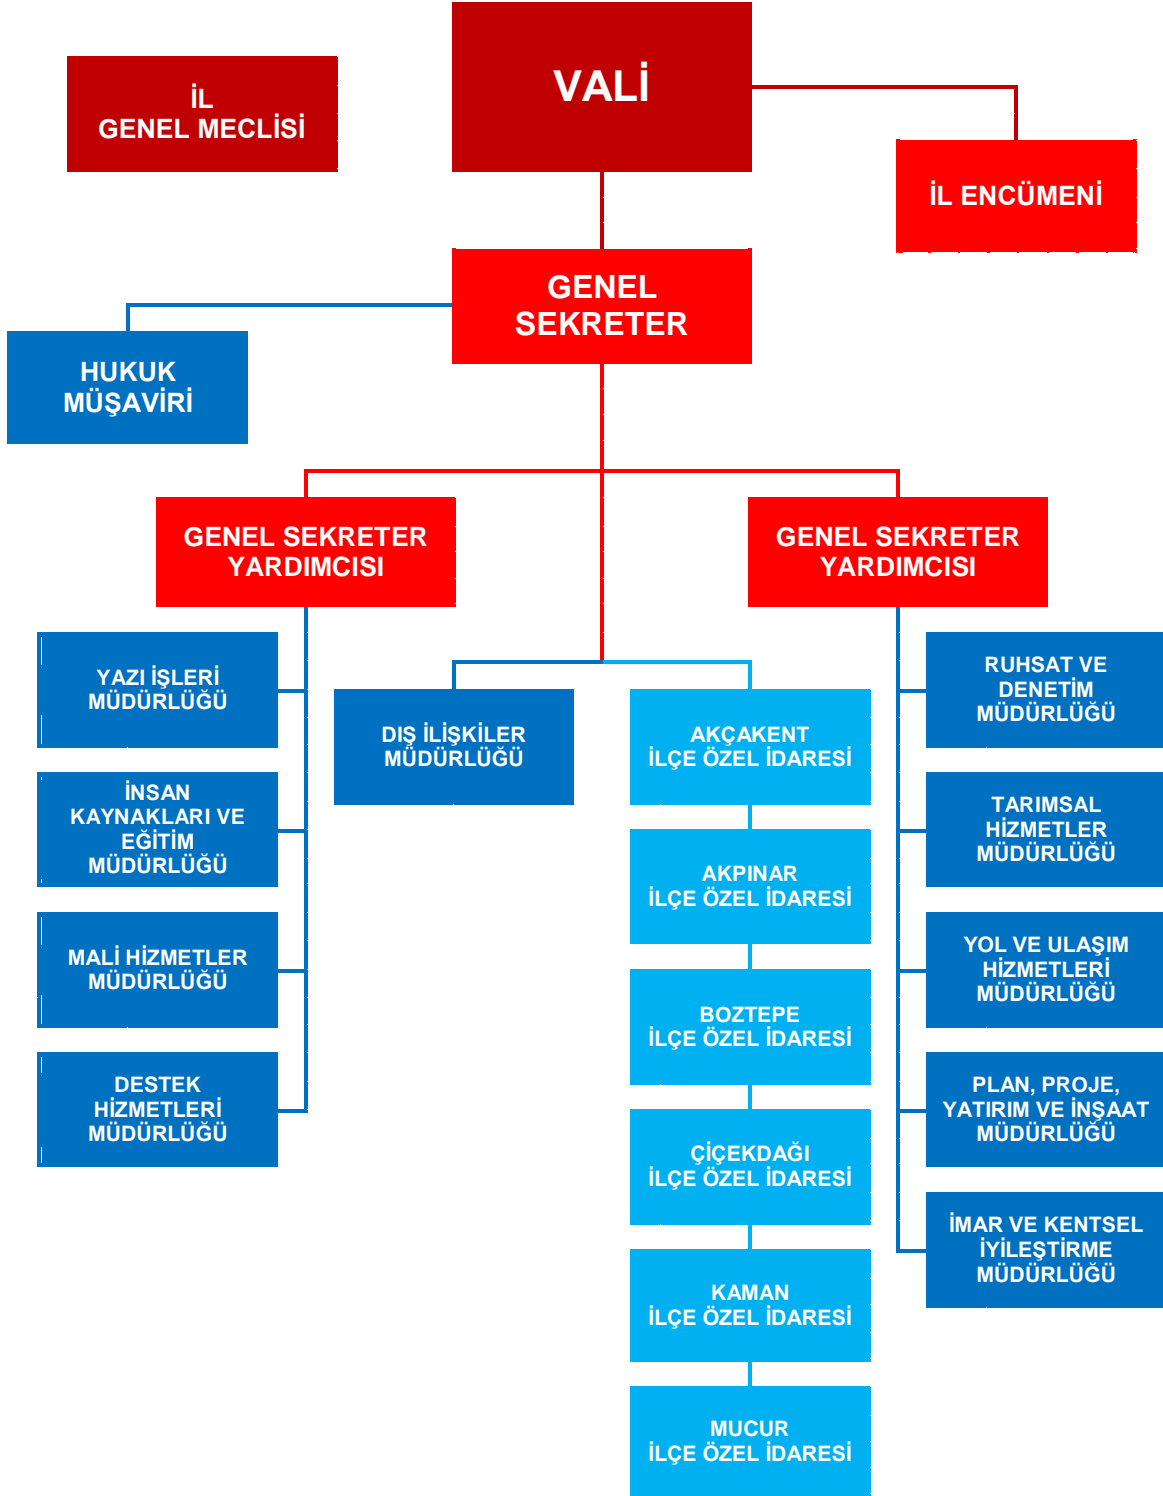 VALİ
İL
GENEL MECLİSİ
İL ENCÜMENİ
GENEL
SEKRETER
HUKUK
MÜŞAVİRİ
GENEL SEKRETER
YARDIMCISI
GENEL SEKRETER
YARDIMCISI
YAZI İŞLERİ
MÜDÜRLÜĞÜ
İNSAN
KAYNAKLARI VE
EĞİTİM
MÜDÜRLÜĞÜ
MALİ HİZMETLER
MÜDÜRLÜĞÜ
DESTEK
HİZMETLERİ
MÜDÜRLÜĞÜ
DIŞ İLİŞKİLER
MÜDÜRLÜĞÜ
AKÇAKENT
İLÇE ÖZEL İDARESİ
AKPINAR
İLÇE ÖZEL İDARESİ
BOZTEPE
İLÇE ÖZEL İDARESİ
ÇİÇEKDAĞI
İLÇE ÖZEL İDARESİ
KAMAN
İLÇE ÖZEL İDARESİ
MUCUR
İLÇE ÖZEL İDARESİ
RUHSAT VE
DENETİM
MÜDÜRLÜĞÜ
TARIMSAL
HİZMETLER
MÜDÜRLÜĞÜ
YOL VE ULAŞIM
HİZMETLERİ
MÜDÜRLÜĞÜ
PLAN, PROJE,
YATIRIM VE İNŞAAT
MÜDÜRLÜĞÜ
İMAR VE KENTSEL
İYİLEŞTİRME
MÜDÜRLÜĞÜ